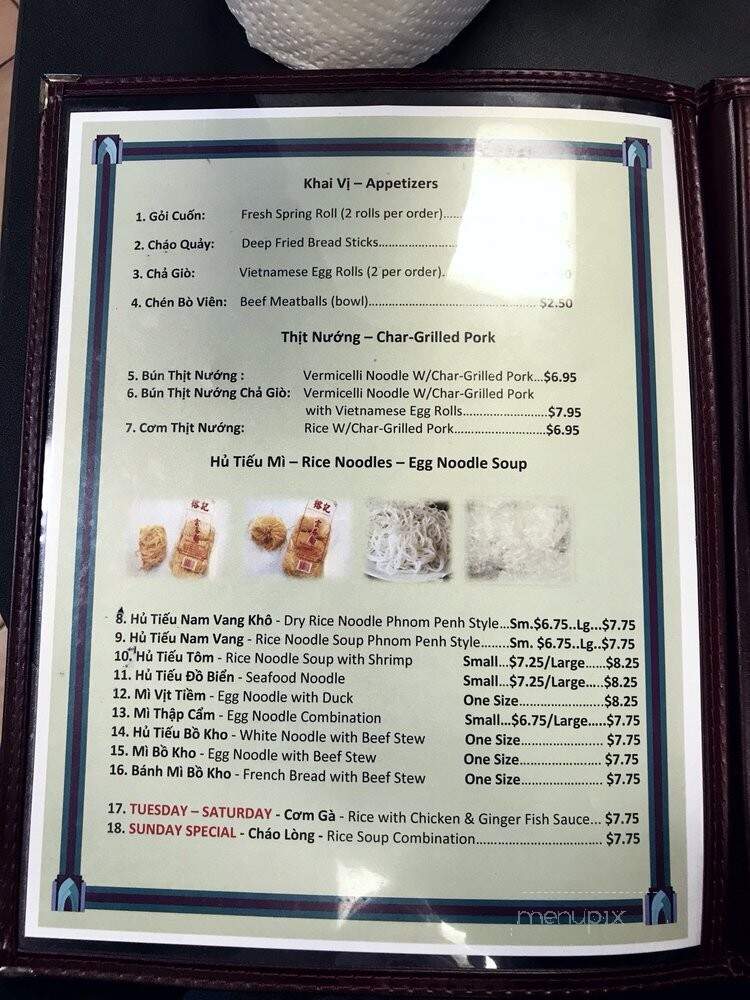 Khai Vị – Appetizers
1. Gỏi Cuốn: Fresh Spring Roll (2 rolls per order).....
2. Cháo Quảy: Deep Fried Bread Sticks......................
3. Chả Giò: Vietnamese Egg Rolls (2 per order).
4. Chén Bò Viên: Beef Meatballs (bowl)............................................ $2.50
Thịt Nướng – Char-Grilled Pork
5. Bún Thịt Nướng : Vermicelli Noodle W/Char-Grilled Pork...$6.95
6. Bún Thịt Nướng Chả Giò: Vermicelli Noodle W/Char-Grilled Pork
with Vietnamese Egg Rolls.......................$7.95
7. Cơm Thịt Nướng: Rice W/Char-Grilled Pork.........................$6.95
Hủ Tiếu Mì – Rice Noodles – Egg Noodle Soup
8. Hủ Tiếu Nam Vang Khô - Dry Rice Noodle Phnom Penh Style...Sm.$6.75..Lg...$7.75
9. Hủ Tiếu Nam Vang - Rice Noodle Soup Phnom Penh Style........Sm. $6.75..Lg..$7.75
10. Hủ Tiếu Tôm - Rice Noodle Soup with Shrimp Small...$7.25/Large......$8.25
11. Hủ Tiếu Đồ Biển - Seafood Noodle Small...$7.25/Large.....$8.25
12. Mì Vịt Tiềm - Egg Noodle with Duck One Size.......................$8.25
13. Mì Thập Cẩm - Egg Noodle Combination Small...$6.75/Large.....$7.75
14. Hủ Tiếu Bồ Kho - White Noodle with Beef Stew One Size....................... $7.75
15. Mì Bồ Kho - Egg Noodle with Beef Stew One Size....................... $7.75
16. Bánh Mì Bồ Kho - French Bread with Beef Stew One Size....................... $7.75
17. TUESDAY – SATURDAY - Cơm Gà - Rice with Chicken & Ginger Fish Sauce... $7.75
18. SUNDAY SPECIAL - Cháo Lòng - Rice Soup Combination.................................. $7.75
menupix